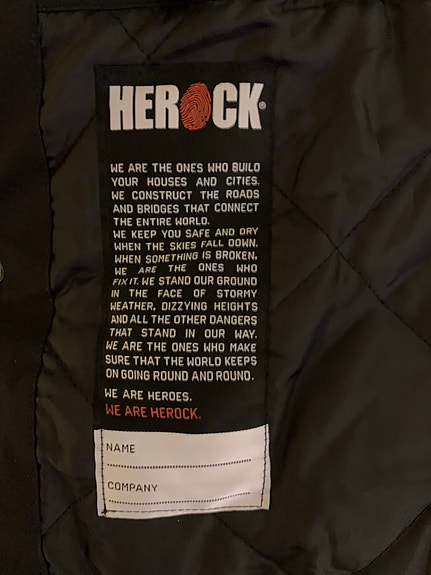 HEROCK®
WE ARE THE ONES WHO BUILD
YOUR HOUSES AND CITIES.
WE CONSTRUCT THE ROADS
AND BRIDGES THAT CONNECT
THE ENTIRE WORLD.
WE KEEP YOU SAFE AND DRY
WHEN THE SKIES FALL DOWN.
WHEN SOMETHING IS BROKEN,
WE ARE THE ONES WHO
FIX IT. WE STAND OUR GROUND
IN THE FACE OF STORMY
WEATHER, DIZZYING HEIGHTS
AND ALL THE OTHER DANGERS
THAT STAND IN OUR WAY.
WE ARE THE ONES WHO MAKE
SURE THAT THE WORLD KEEPS
ON GOING ROUND AND ROUND.
WE ARE HEROES.
WE ARE HEROCK.
NAME
COMPANY